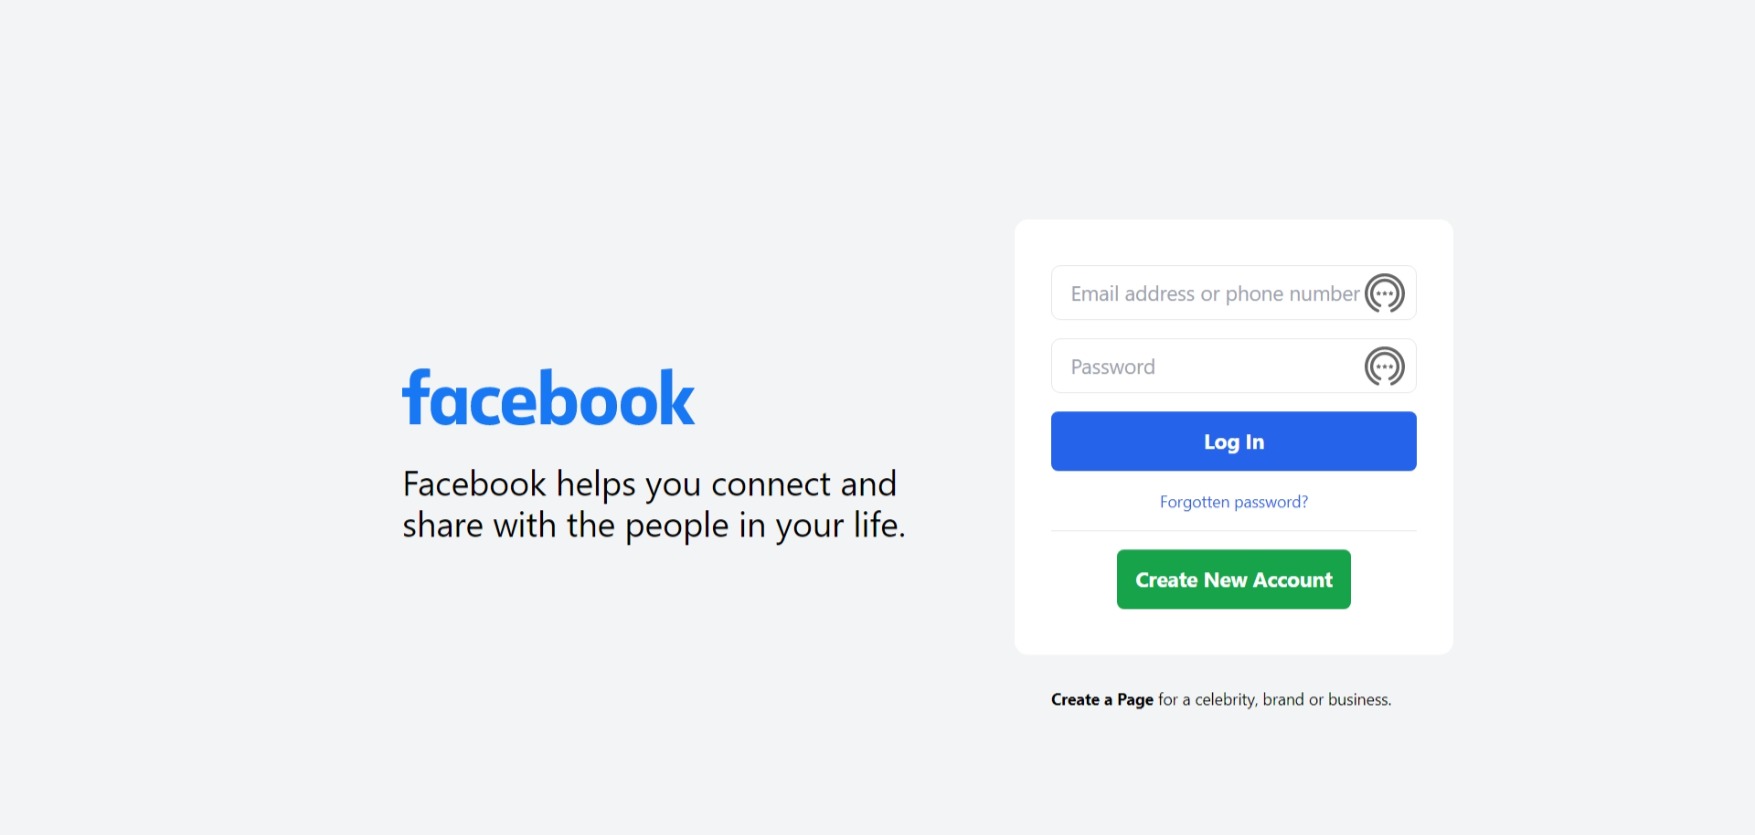 facebook
Facebook helps you connect and
share with the people in your life.
Email address or phone number
Password
Log In
Forgotten password?
Create New Account
Create a Page for a celebrity, brand or business.